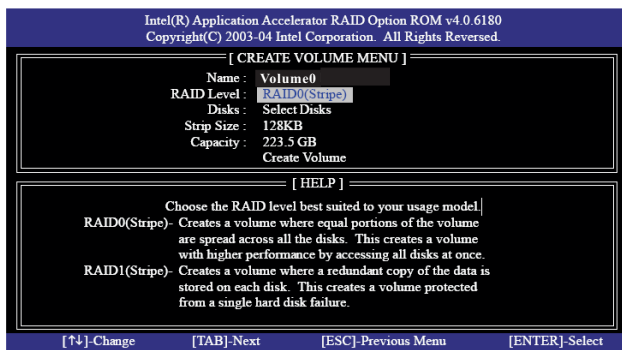 Intel(R) Application Accelerator RAID Option ROM v4.0.6180
Copyright(C) 2003-04 Intel Corporation. All Rights Reversed.
[ CREATE VOLUME MENU ]
Name : Volume0
RAID Level : RAID0(Stripe)
Disks : Select Disks
Strip Size : 128KB
Capacity : 223.5 GB
Create Volume
[ HELP ]
Choose the RAID level best suited to your usage model.
RAID0(Stripe)- Creates a volume where equal portions of the volume
are spread across all the disks. This creates a volume
with higher performance by accessing all disks at once.
RAID1(Stripe)- Creates a volume where a redundant copy of the data is
stored on each disk. This creates a volume protected
from a single hard disk failure.
[↑↓]-Change [TAB]-Next [ESC]-Previous Menu [ENTER]-Select